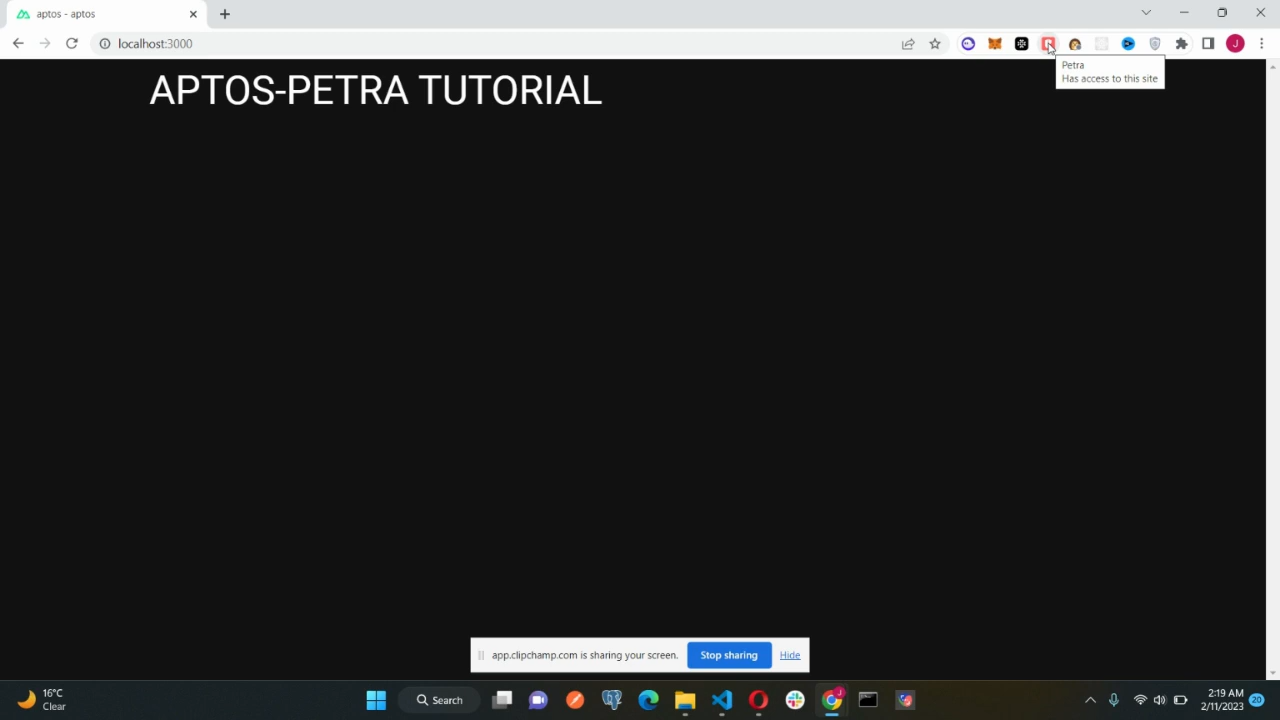 aptos - aptos
localhost:3000
J
Petra
Has access to this site
APTOS-PETRA TUTORIAL
app.clipchamp.com is sharing your screen.
Stop sharing
Hide
16°C
Clear
Search
J
2:19 AM
2/11/2023
20